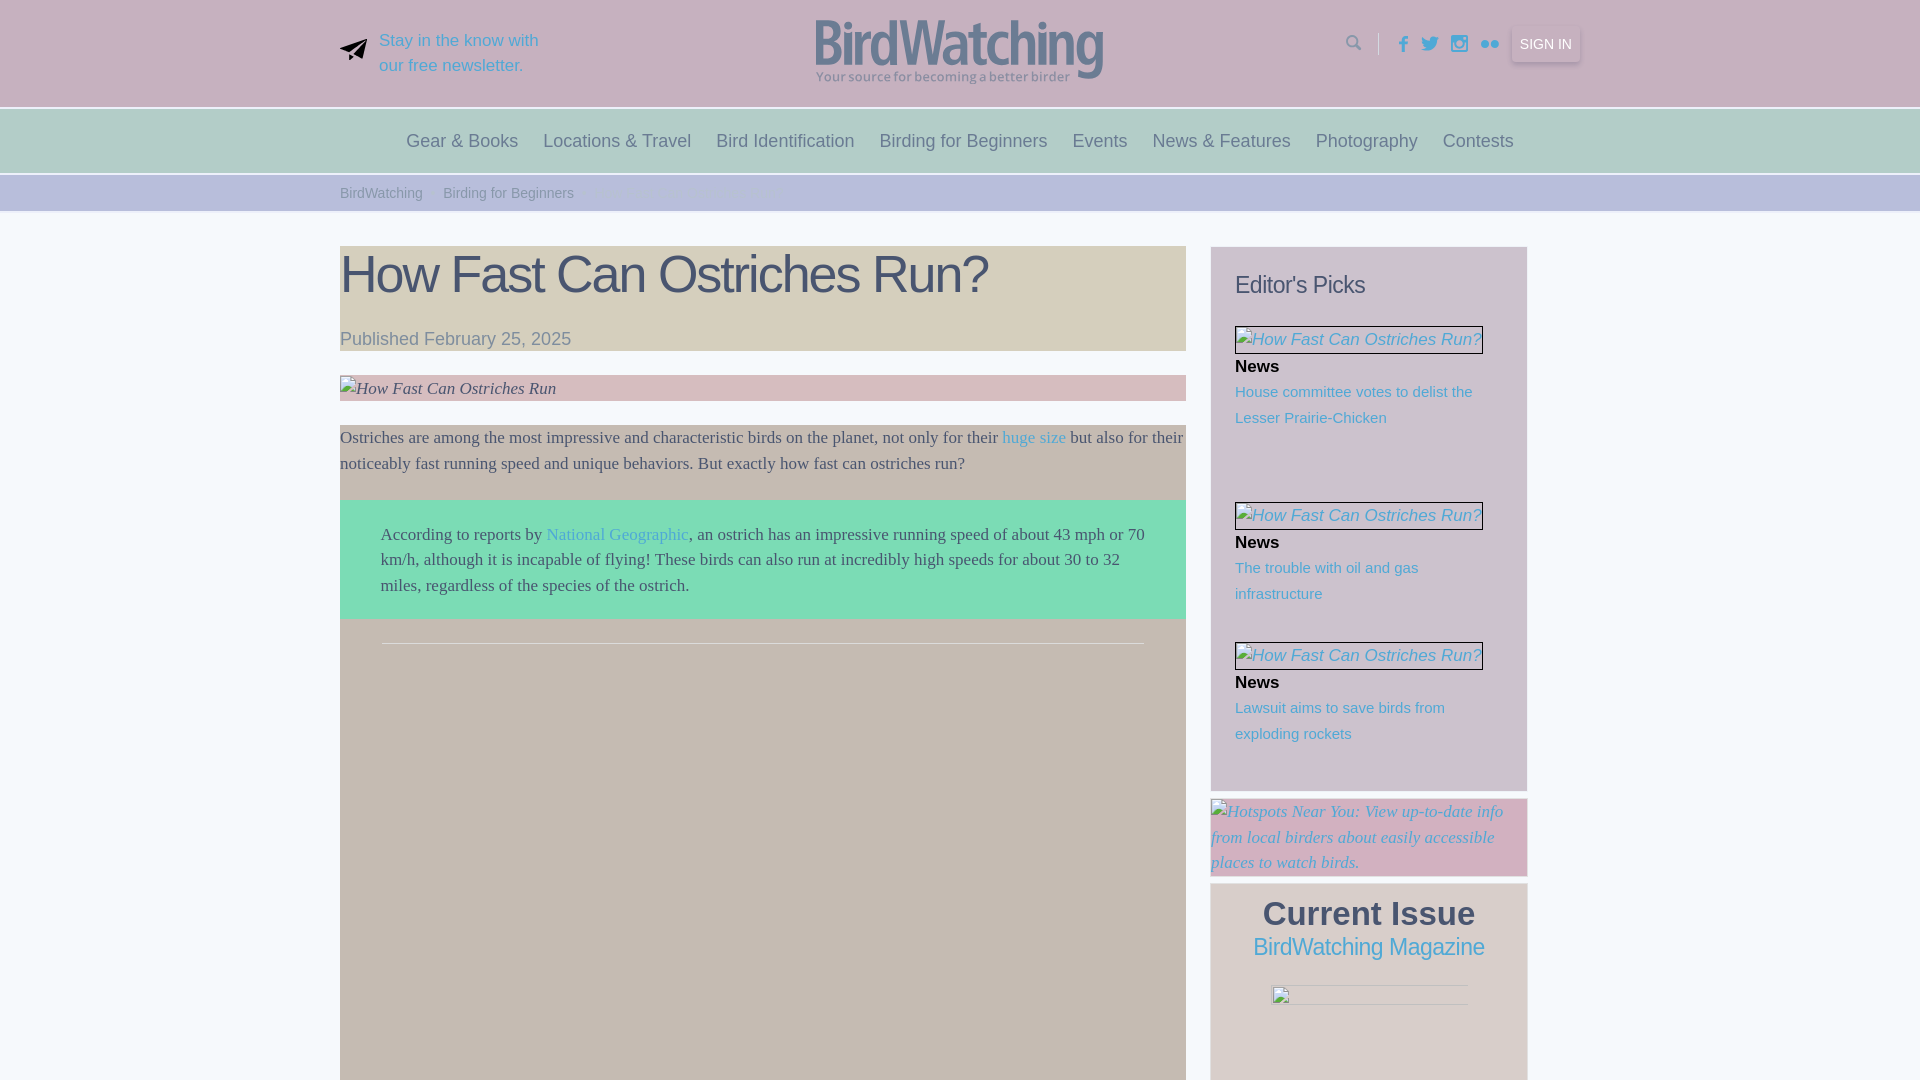 Stay in the know with
our free newsletter.
BirdWatching
Your source for becoming a better birder
SIGN IN
Gear & Books Locations & Travel Bird Identification Birding for Beginners Events News & Features Photography Contests
BirdWatching Birding for Beginners
How Fast Can Ostriches Run?
Published February 25, 2025
How Fast Can Ostriches Run
Ostriches are among the most impressive and characteristic birds on the planet, not only for their huge size but also for their
noticeably fast running speed and unique behaviors. But exactly how fast can ostriches run?
According to reports by National Geographic, an ostrich has an impressive running speed of about 43 mph or 70
km/h, although it is incapable of flying! These birds can also run at incredibly high speeds for about 30 to 32
miles, regardless of the species of the ostrich.
Editor's Picks
How Fast Can Ostriches Run?
News
House committee votes to delist the
Lesser Prairie-Chicken
How Fast Can Ostriches Run?
News
The trouble with oil and gas
infrastructure
How Fast Can Ostriches Run?
News
Lawsuit aims to save birds from
exploding rockets
Hotspots Near You: View up-to-date info
from local birders about easily accessible
places to watch birds.
Current Issue
BirdWatching Magazine